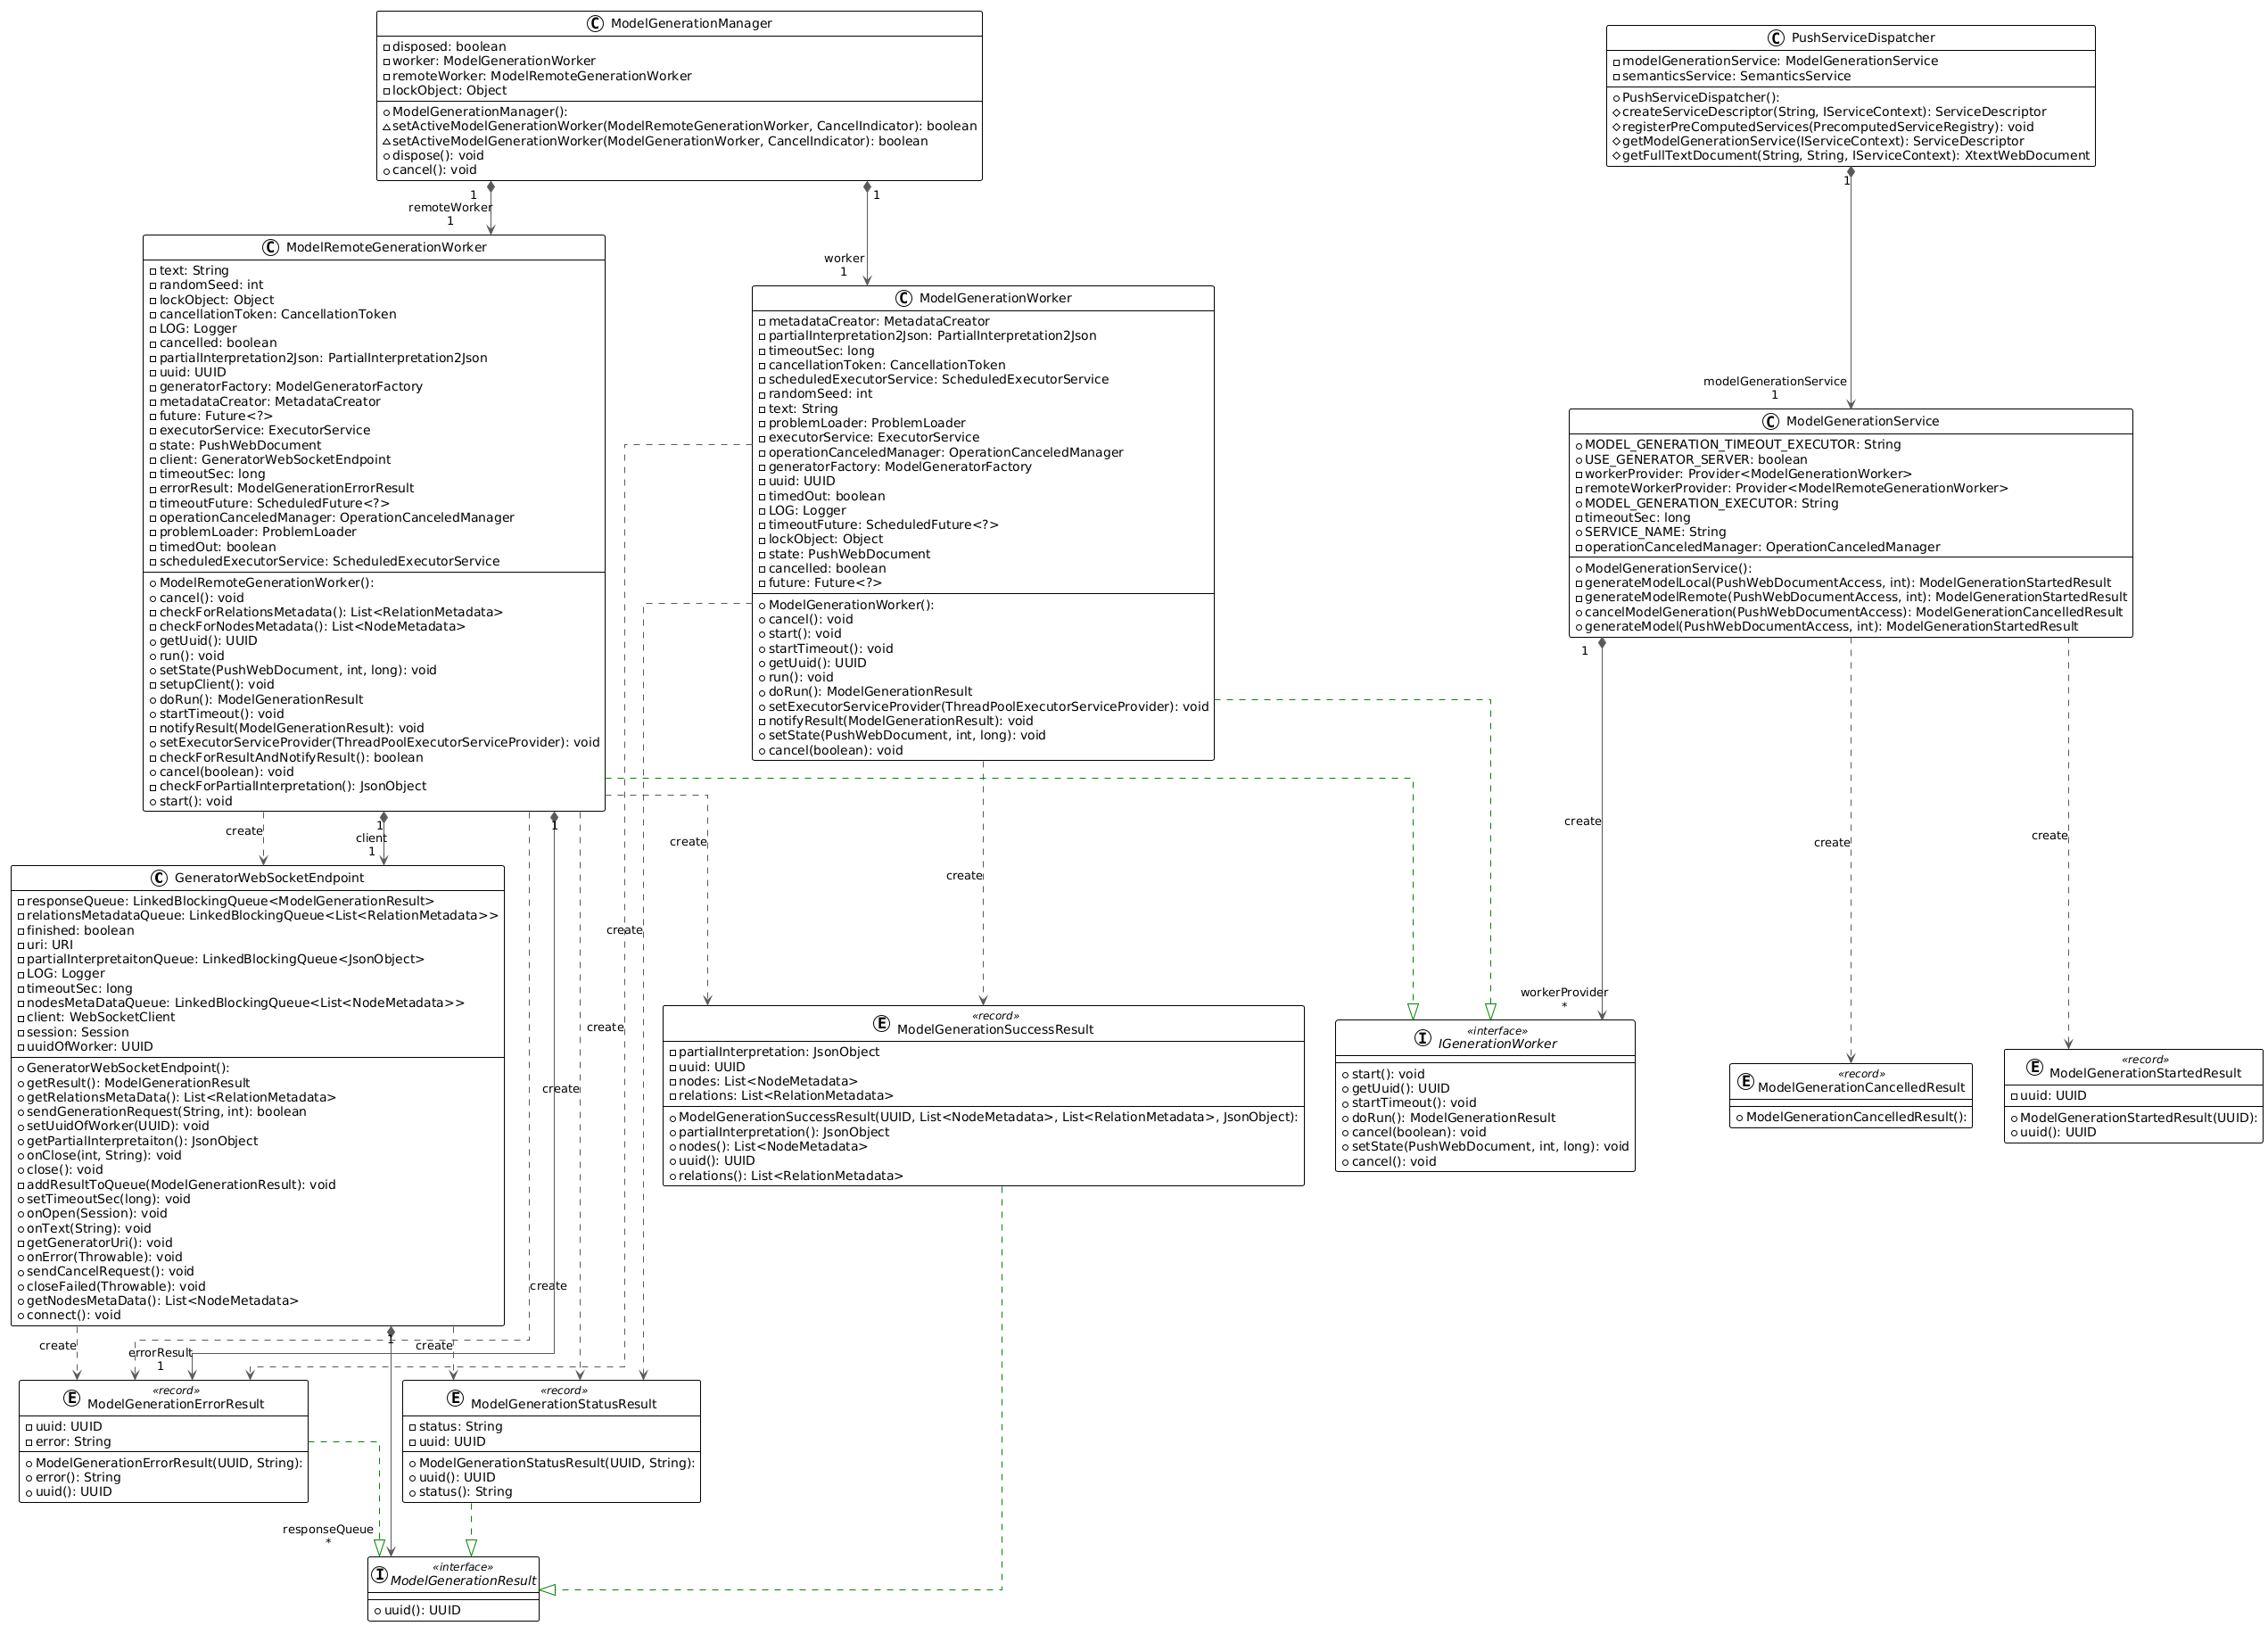 C ModelGenerationManager
disposed: boolean
worker: ModelGenerationWorker
remoteWorker: ModelRemoteGenerationWorker
lockObject: Object
ModelGenerationManager():
setActiveModelGenerationWorker(ModelRemoteGenerationWorker, CancelIndicator): boolean
setActiveModelGenerationWorker(ModelGenerationWorker, CancelIndicator): boolean
dispose(): void
cancel(): void
C PushServiceDispatcher
modelGenerationService: ModelGenerationService
semanticsService: SemanticsService
PushServiceDispatcher():
createServiceDescriptor(String, IServiceContext): ServiceDescriptor
registerPreComputedServices(PrecomputedServiceRegistry): void
getModelGenerationService(IServiceContext): ServiceDescriptor
getFullTextDocument(String, String, IServiceContext): XtextWebDocument
1
remoteWorker
1
1
worker
1
1
modelGenerationService
1
C ModelRemoteGenerationWorker
text: String
randomSeed: int
lockObject: Object
cancellationToken: CancellationToken
LOG: Logger
cancelled: boolean
partialInterpretation2Json: PartialInterpretation2Json
uuid: UUID
generatorFactory: ModelGeneratorFactory
metadataCreator: MetadataCreator
future: Future<?>
executorService: ExecutorService
state: PushWebDocument
client: GeneratorWebSocketEndpoint
timeoutSec: long
errorResult: ModelGenerationErrorResult
timeoutFuture: ScheduledFuture<?>
operationCanceledManager: OperationCanceledManager
problemLoader: ProblemLoader
timedOut: boolean
scheduledExecutorService: ScheduledExecutorService
ModelRemoteGenerationWorker():
cancel(): void
checkForRelationsMetadata(): List<RelationMetadata>
checkForNodesMetadata(): List<NodeMetadata>
getUuid(): UUID
run(): void
setState(PushWebDocument, int, long): void
setupClient(): void
doRun(): ModelGenerationResult
startTimeout(): void
notifyResult(ModelGenerationResult): void
setExecutorServiceProvider(ThreadPoolExecutorServiceProvider): void
checkForResultAndNotifyResult(): boolean
cancel(boolean): void
checkForPartialInterpretation(): JsonObject
start(): void
C ModelGenerationWorker
metadataCreator: MetadataCreator
partialInterpretation2Json: PartialInterpretation2Json
timeoutSec: long
cancellationToken: CancellationToken
scheduledExecutorService: ScheduledExecutorService
randomSeed: int
text: String
problemLoader: ProblemLoader
executorService: ExecutorService
operationCanceledManager: OperationCanceledManager
generatorFactory: ModelGeneratorFactory
uuid: UUID
timedOut: boolean
LOG: Logger
timeoutFuture: ScheduledFuture<?>
lockObject: Object
state: PushWebDocument
cancelled: boolean
future: Future<?>
ModelGenerationWorker():
cancel(): void
start(): void
startTimeout(): void
getUuid(): UUID
run(): void
doRun(): ModelGenerationResult
setExecutorServiceProvider(ThreadPoolExecutorServiceProvider): void
notifyResult(ModelGenerationResult): void
setState(PushWebDocument, int, long): void
cancel(boolean): void
C ModelGenerationService
MODEL_GENERATION_TIMEOUT_EXECUTOR: String
USE_GENERATOR_SERVER: boolean
workerProvider: Provider<ModelGenerationWorker>
remoteWorkerProvider: Provider<ModelRemoteGenerationWorker>
MODEL_GENERATION_EXECUTOR: String
timeoutSec: long
SERVICE_NAME: String
operationCanceledManager: OperationCanceledManager
ModelGenerationService():
generateModelLocal(PushWebDocumentAccess, int): ModelGenerationStartedResult
generateModelRemote(PushWebDocumentAccess, int): ModelGenerationStartedResult
cancelModelGeneration(PushWebDocumentAccess): ModelGenerationCancelledResult
generateModel(PushWebDocumentAccess, int): ModelGenerationStartedResult
create
1
client
1
1
create
create
create
create
create
create
1
create
workerProvider
*
create
create
C GeneratorWebSocketEndpoint
responseQueue: LinkedBlockingQueue<ModelGenerationResult>
relationsMetadataQueue: LinkedBlockingQueue<List<RelationMetadata>>
finished: boolean
uri: URI
partialInterpretaitonQueue: LinkedBlockingQueue<JsonObject>
LOG: Logger
timeoutSec: long
nodesMetaDataQueue: LinkedBlockingQueue<List<NodeMetadata>>
client: WebSocketClient
session: Session
uuidOfWorker: UUID
GeneratorWebSocketEndpoint():
getResult(): ModelGenerationResult
getRelationsMetaData(): List<RelationMetadata>
sendGenerationRequest(String, int): boolean
setUuidOfWorker(UUID): void
getPartialInterpretaiton(): JsonObject
onClose(int, String): void
close(): void
addResultToQueue(ModelGenerationResult): void
setTimeoutSec(long): void
onOpen(Session): void
onText(String): void
getGeneratorUri(): void
onError(Throwable): void
sendCancelRequest(): void
closeFailed(Throwable): void
getNodesMetaData(): List<NodeMetadata>
connect(): void
E «record»
ModelGenerationSuccessResult
partialInterpretation: JsonObject
uuid: UUID
nodes: List<NodeMetadata>
relations: List<RelationMetadata>
ModelGenerationSuccessResult(UUID, List<NodeMetadata>, List<RelationMetadata>, JsonObject):
partialInterpretation(): JsonObject
nodes(): List<NodeMetadata>
uuid(): UUID
relations(): List<RelationMetadata>
I «interface»
IGenerationWorker
start(): void
getUuid(): UUID
startTimeout(): void
doRun(): ModelGenerationResult
cancel(boolean): void
setState(PushWebDocument, int, long): void
cancel(): void
E «record»
ModelGenerationCancelledResult
ModelGenerationCancelledResult():
E «record»
ModelGenerationStartedResult
uuid: UUID
ModelGenerationStartedResult(UUID):
uuid(): UUID
create
errorResult
1
1
create
E «record»
ModelGenerationErrorResult
uuid: UUID
error: String
ModelGenerationErrorResult(UUID, String):
error(): String
uuid(): UUID
E «record»
ModelGenerationStatusResult
status: String
uuid: UUID
ModelGenerationStatusResult(UUID, String):
uuid(): UUID
status(): String
responseQueue
*
I «interface»
ModelGenerationResult
uuid(): UUID